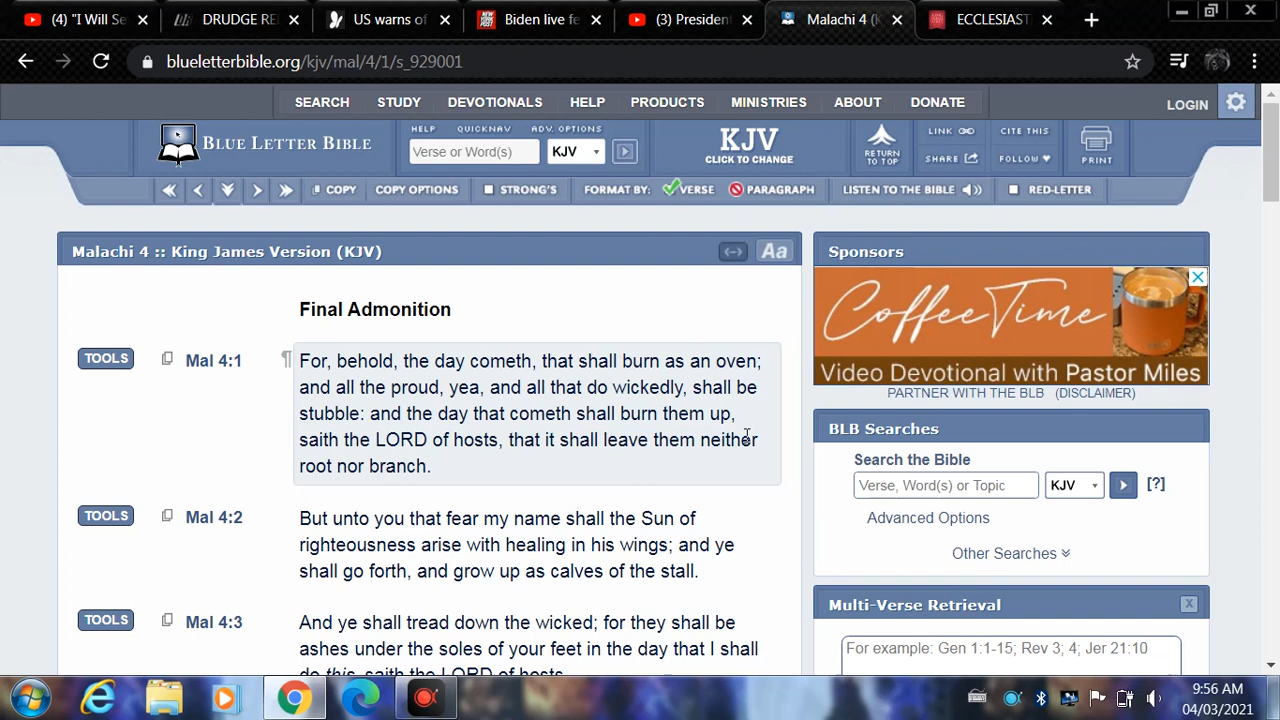 (4) "I Will Se
DRUDGE RE
US warns of
Biden live fe
(3) President
Malachi 4 (K
ECCLESIAST
blueletterbible.org/kjv/mal/4/1/s_929001
SEARCH STUDY DEVOTIONALS HELP PRODUCTS MINISTRIES ABOUT DONATE
LOGIN
BLUE LETTER BIBLE
HELP QUICKNAV ADV. OPTIONS
Verse or Word(s) KJV
KJV
CLICK TO CHANGE
RETURN
TO TOP
LINK CITE THIS
SHARE FOLLOW
PRINT
COPY COPY OPTIONS STRONG'S FORMAT BY: VERSE PARAGRAPH LISTEN TO THE BIBLE RED-LETTER
Malachi 4 :: King James Version (KJV)
Aa
Final Admonition
TOOLS Mal 4:1 ¶ For, behold, the day cometh, that shall burn as an oven;
and all the proud, yea, and all that do wickedly, shall be
stubble: and the day that cometh shall burn them up,
saith the LORD of hosts, that it shall leave them neither
root nor branch.
TOOLS Mal 4:2 But unto you that fear my name shall the Sun of
righteousness arise with healing in his wings; and ye
shall go forth, and grow up as calves of the stall.
TOOLS Mal 4:3 And ye shall tread down the wicked; for they shall be
ashes under the soles of your feet in the day that I shall
do this, saith the LORD of hosts.
Sponsors
Coffee Time
Video Devotional with Pastor Miles
PARTNER WITH THE BLB (DISCLAIMER)
BLB Searches
Search the Bible
Verse, Word(s) or Topic KJV [?]
Advanced Options
Other Searches
Multi-Verse Retrieval
For example: Gen 1:1-15; Rev 3; 4; Jer 21:10
9:56 AM
04/03/2021